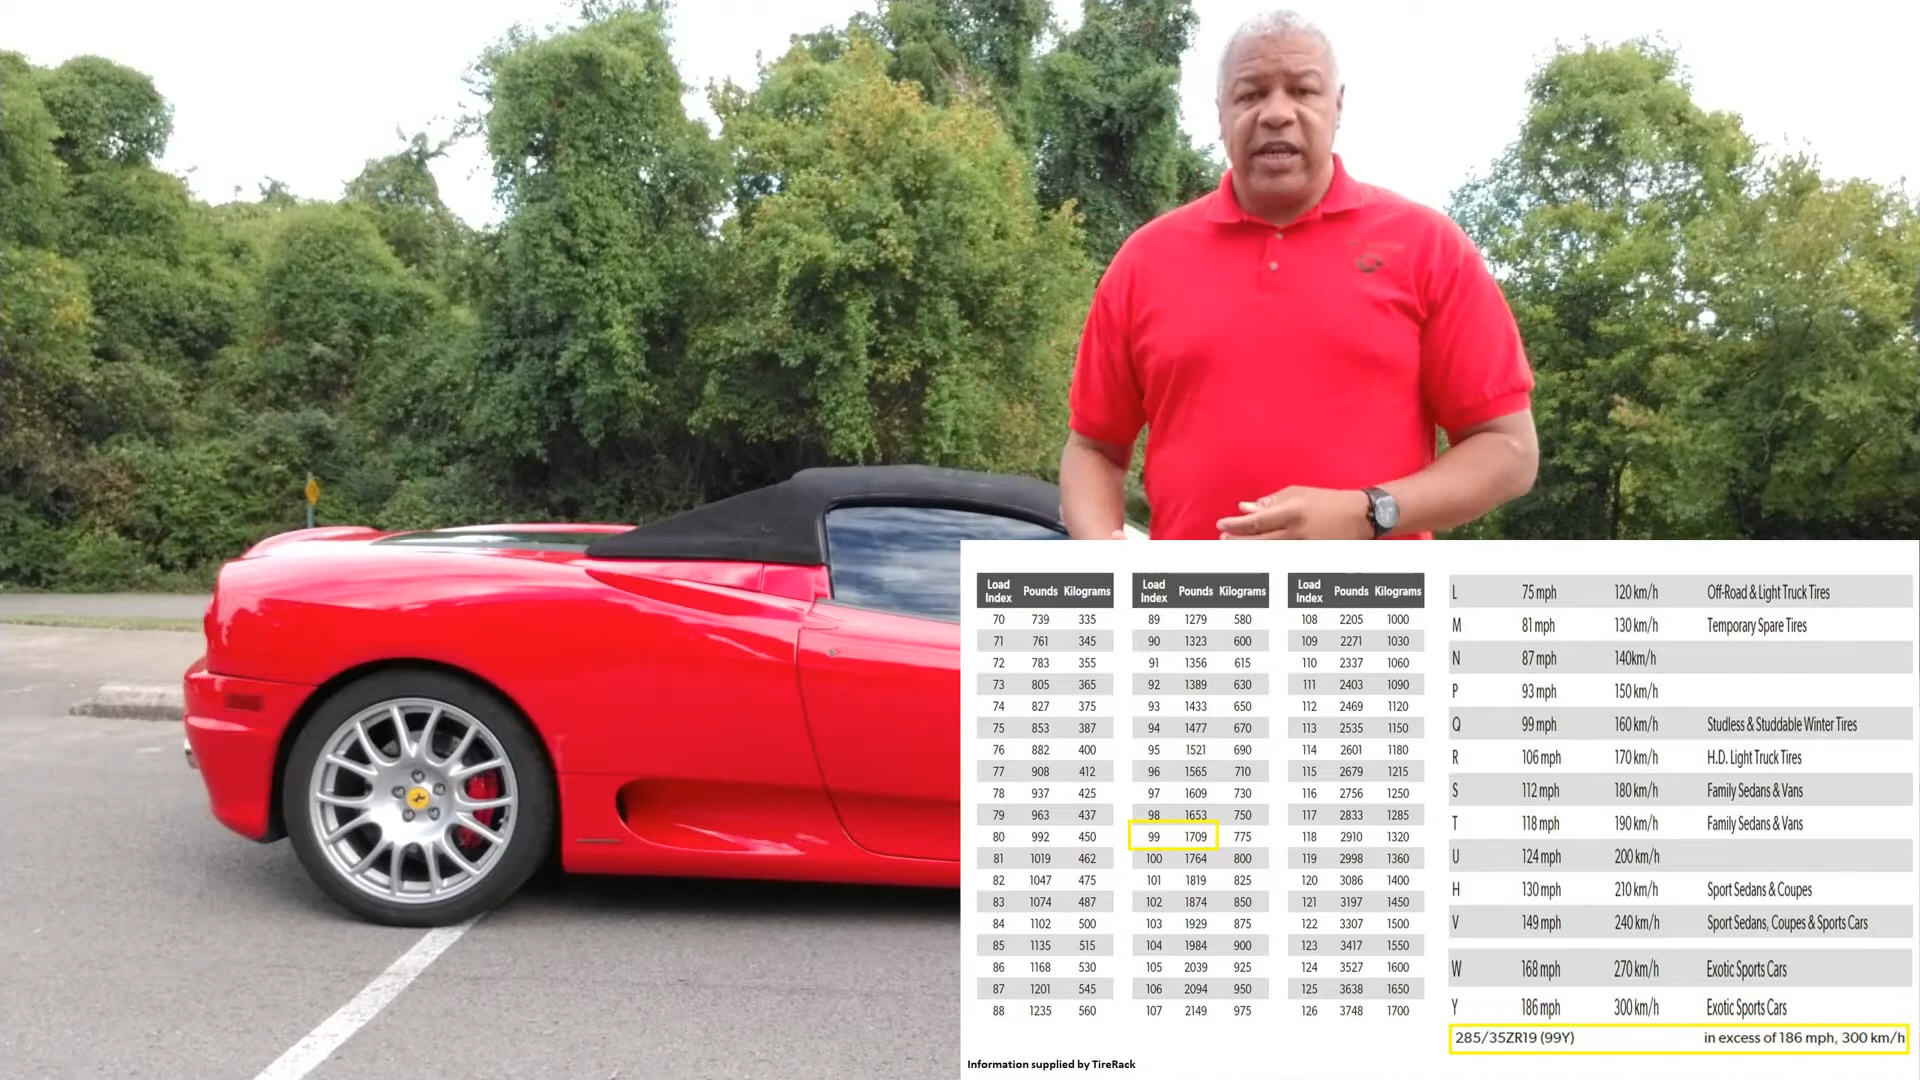 Load Index Pounds Kilograms
70 739 335
71 761 345
72 783 355
73 805 365
74 827 375
75 853 387
76 882 400
77 908 412
78 937 425
79 963 437
80 992 450
81 1019 462
82 1047 475
83 1074 487
84 1102 500
85 1135 515
86 1168 530
87 1201 545
88 1235 560
Load Index Pounds Kilograms
89 1279 580
90 1323 600
91 1356 615
92 1389 630
93 1433 650
94 1477 670
95 1521 690
96 1565 710
97 1609 730
98 1653 750
99 1709 775
100 1764 800
101 1819 825
102 1874 850
103 1929 875
104 1984 900
105 2039 925
106 2094 950
107 2149 975
Load Index Pounds Kilograms
108 2205 1000
109 2271 1030
110 2337 1060
111 2403 1090
112 2469 1120
113 2535 1150
114 2601 1180
115 2679 1215
116 2756 1250
117 2833 1285
118 2910 1320
119 2998 1360
120 3086 1400
121 3197 1450
122 3307 1500
123 3417 1550
124 3527 1600
125 3638 1650
126 3748 1700
L 75 mph 120 km/h Off-Road & Light Truck Tires
M 81 mph 130 km/h Temporary Spare Tires
N 87 mph 140km/h
P 93 mph 150 km/h
Q 99 mph 160 km/h Studless & Studdable Winter Tires
R 106 mph 170 km/h H.D. Light Truck Tires
S 112 mph 180 km/h Family Sedans & Vans
T 118 mph 190 km/h Family Sedans & Vans
U 124 mph 200 km/h
H 130 mph 210 km/h Sport Sedans & Coupes
V 149 mph 240 km/h Sport Sedans, Coupes & Sports Cars
W 168 mph 270 km/h Exotic Sports Cars
Y 186 mph 300 km/h Exotic Sports Cars
285/35ZR19 (99Y) in excess of 186 mph, 300 km/h
Information supplied by TireRack